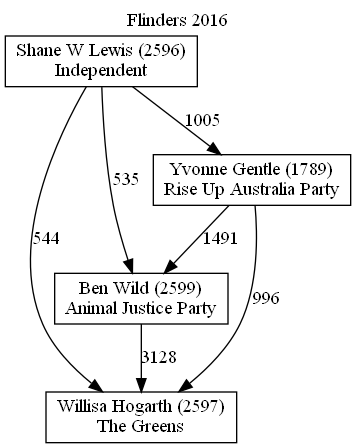 Flinders 2016
Shane W Lewis (2596)
Independent
1005
Yvonne Gentle (1789)
Rise Up Australia Party
535
544
1491
Ben Wild (2599)
Animal Justice Party
996
3128
Willisa Hogarth (2597)
The Greens